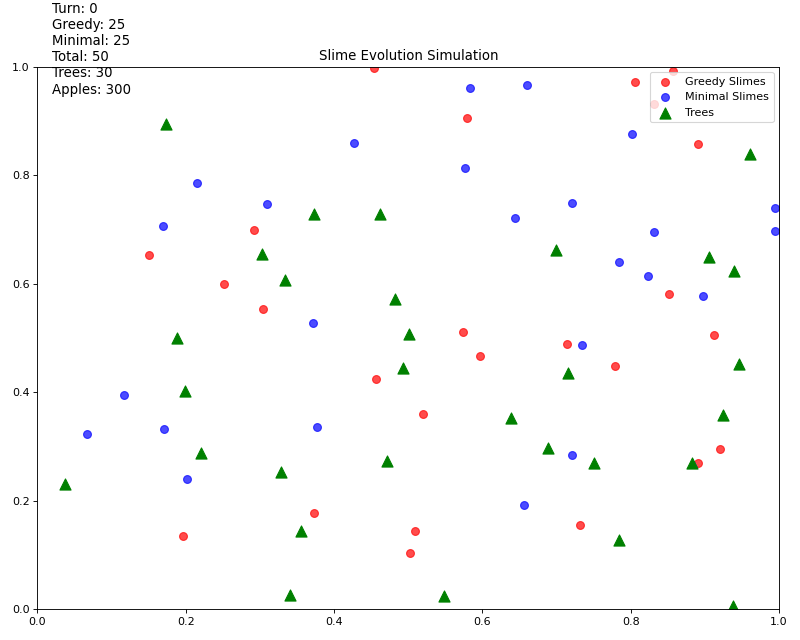 Turn: 0
Greedy: 25
Minimal: 25
Total: 50
Trees: 30
Apples: 300
Slime Evolution Simulation
Greedy Slimes
Minimal Slimes
Trees
1.0
0.8
0.6
0.4
0.2
0.0
0.0 0.2 0.4 0.6 0.8 1.0